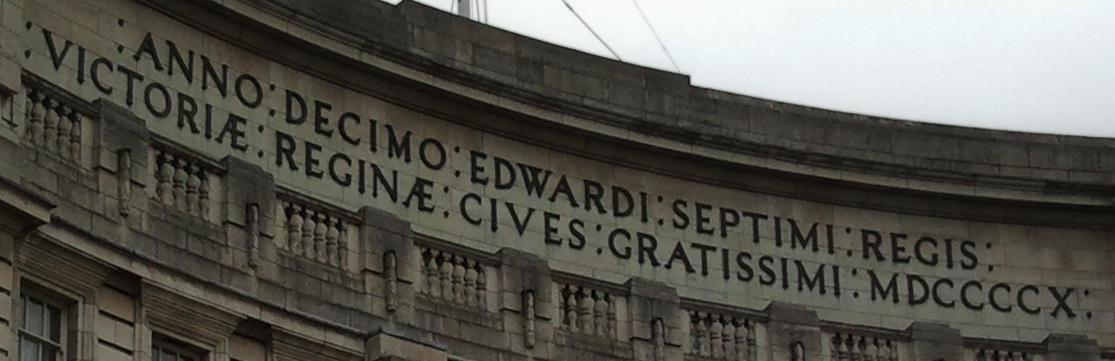 : ANNO : DECIMO : EDWARDI : SEPTIMI : REGIS :
: VICTORIÆ : REGINÆ : CIVES : GRATISSIMI : MDCCCCX :